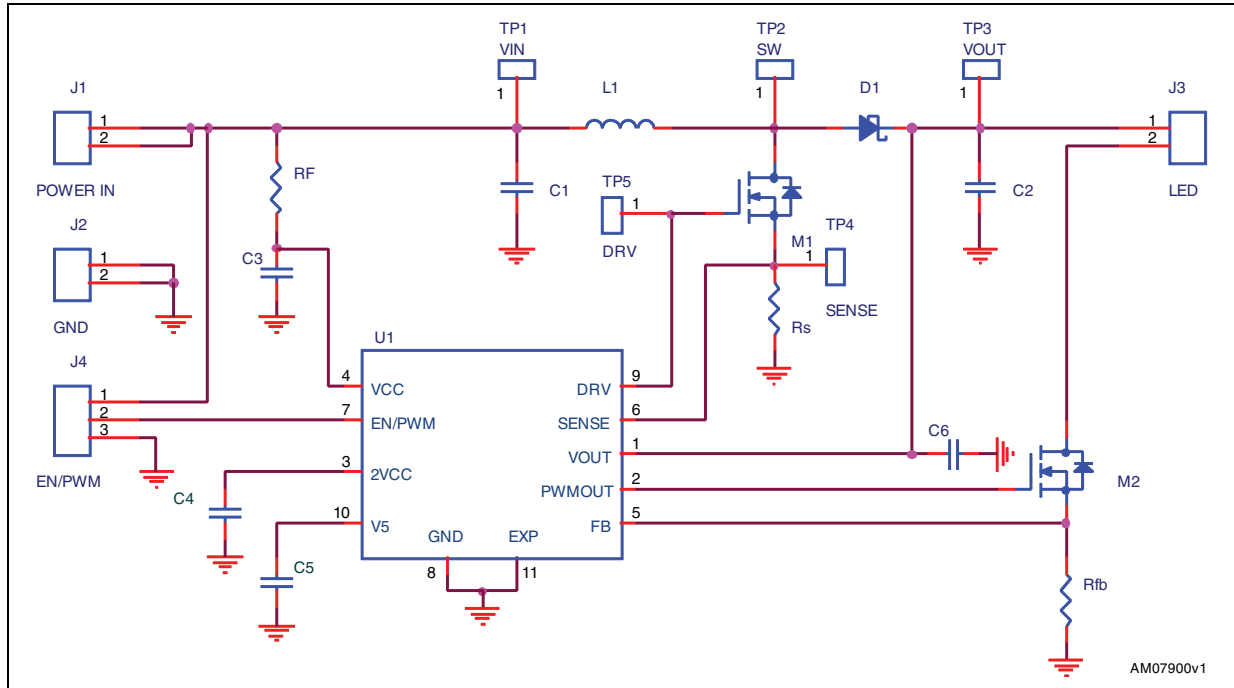 TP1
VIN
1
TP2
SW
1
TP3
VOUT
1
J1
1
2
POWER IN
L1
D1
J3
1
2
LED
RF
C1
C2
TP5
1
DRV
M1
TP4
1
SENSE
J2
1
2
GND
C3
Rs
U1
J4
1
2
3
EN/PWM
4
VCC
7
EN/PWM
3
2VCC
10
V5
GND
8
EXP
11
9
DRV
6
SENSE
1
VOUT
2
PWMOUT
5
FB
C4
C5
C6
M2
Rfb
AM07900v1